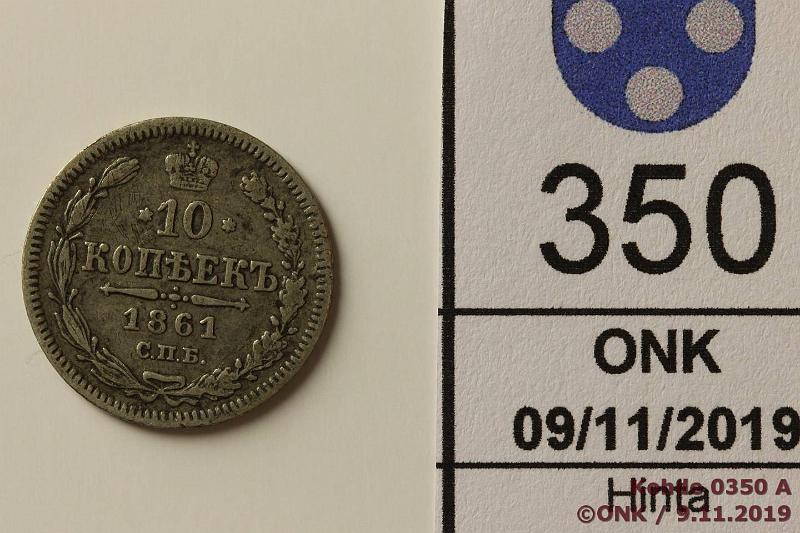 10
КОПѢЕКЪ
1861
С.П.Б.
350
ONK
09/11/2019
Hinta
Kohde 0350 A
©ONK / 9.11.2019